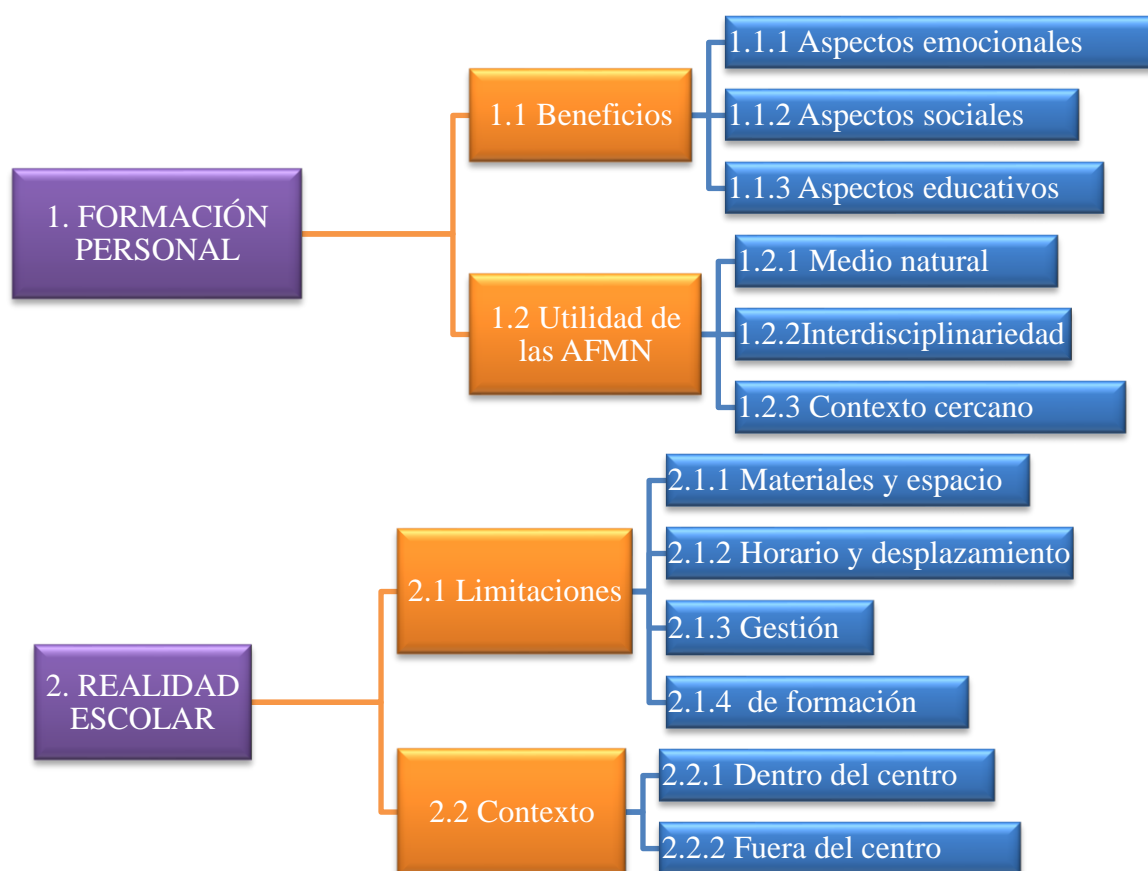 1. FORMACIÓN
PERSONAL
1.1 Beneficios
1.1.1 Aspectos emocionales
1.1.2 Aspectos sociales
1.1.3 Aspectos educativos
1.2 Utilidad de
las AFMN
1.2.1 Medio natural
1.2.2Interdisciplinariedad
1.2.3 Contexto cercano
2. REALIDAD
ESCOLAR
2.1 Limitaciones
2.1.1 Materiales y espacio
2.1.2 Horario y desplazamiento
2.1.3 Gestión
2.1.4  de formación
2.2 Contexto
2.2.1 Dentro del centro
2.2.2 Fuera del centro